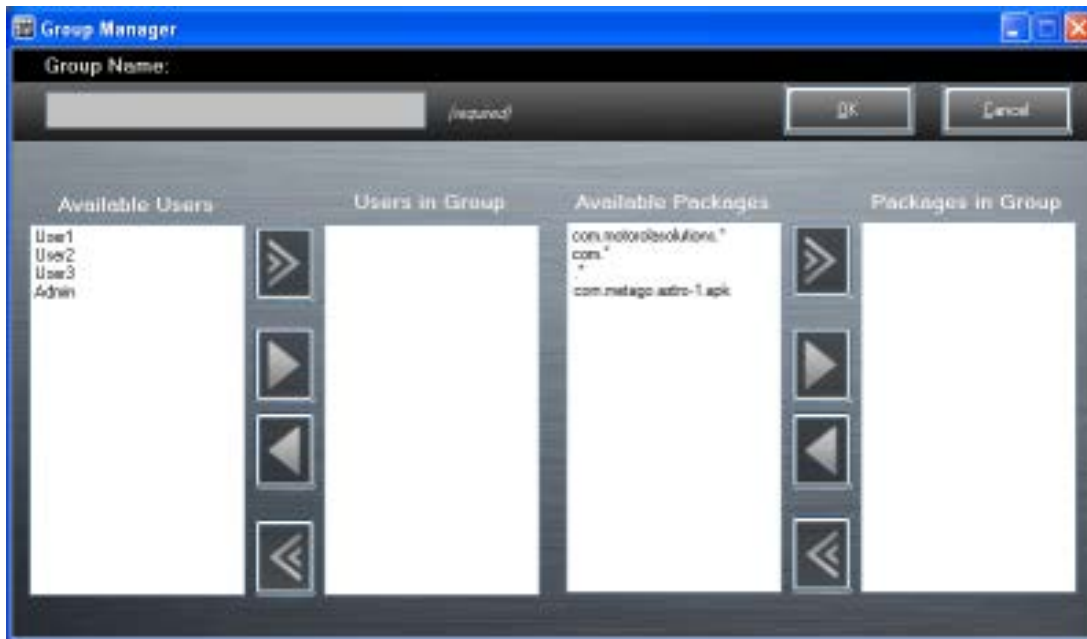 Group Manager
Group Name:
(required)
OK
Cancel
Available Users
Users in Group
Available Packages
Packages in Group
User1
User2
User3
Admin
com.motorolasolutions.*
com.*
.*
com.metago.astro-1.apk